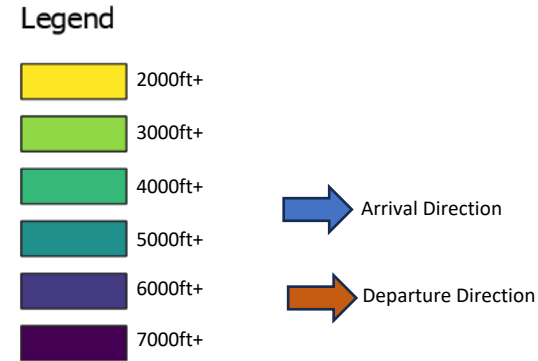 Legend
2000ft+
3000ft+
4000ft+
5000ft+
6000ft+
7000ft+
Arrival Direction
Departure Direction